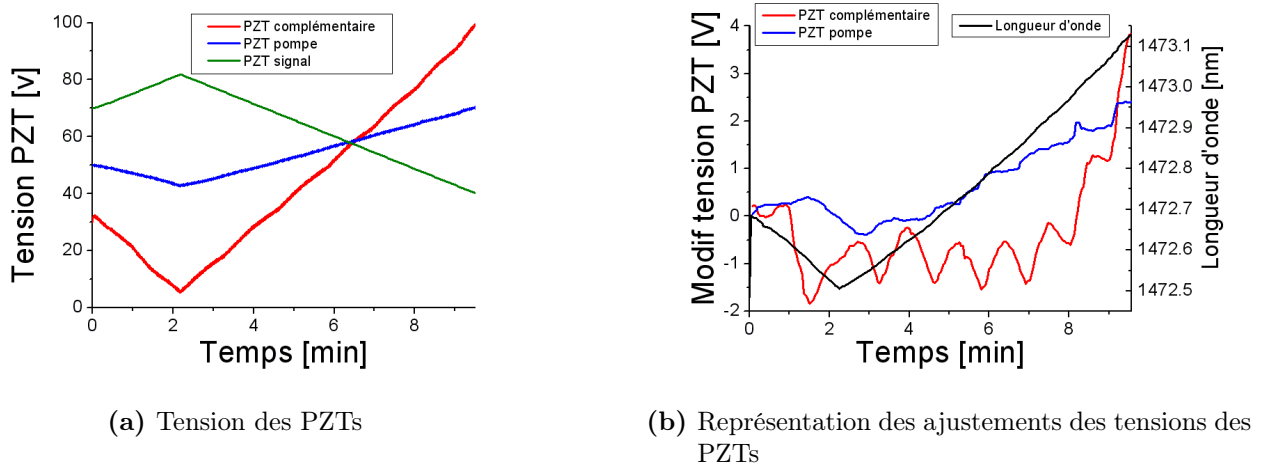 PZT complémentaire
PZT pompe
PZT signal
Tension PZT [v]
100
80
60
40
20
0
0 2 4 6 8
Temps [min]
(a) Tension des PZTs
PZT complémentaire
PZT pompe
Longueur d'onde
Modif tension PZT [V]
4
3
2
1
0
-1
-2
0 2 4 6 8
Temps [min]
1473.1
1473.0
1472.9
1472.8
1472.7
1472.6
1472.5
Longueur d'onde [nm]
(b) Représentation des ajustements des tensions des
PZTs